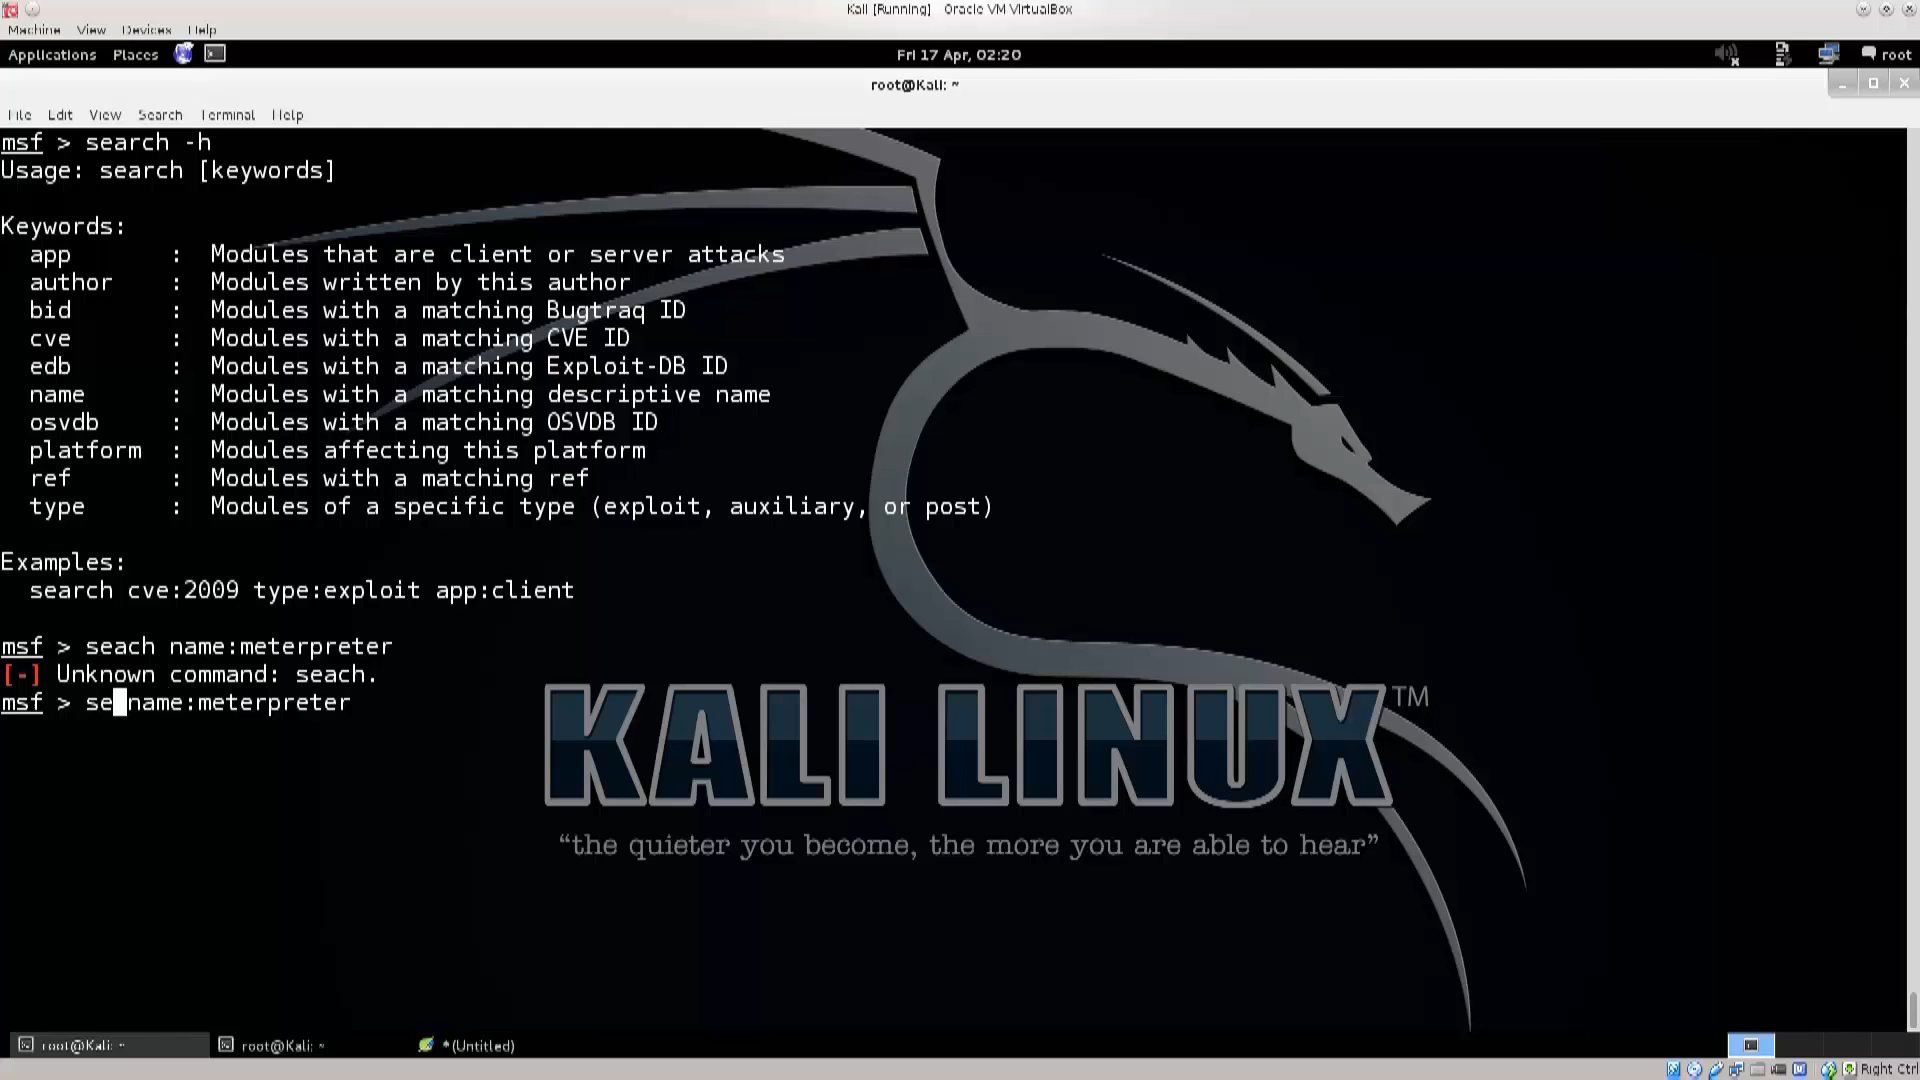 Kali [Running] Oracle VM VirtualBox
Machine View Devices Help
Applications Places Fri 17 Apr, 02:20 root
root@Kali: ~
File Edit View Search Terminal Help
msf > search -h
Usage: search [keywords]
Keywords:
app : Modules that are client or server attacks
author : Modules written by this author
bid : Modules with a matching Bugtraq ID
cve : Modules with a matching CVE ID
edb : Modules with a matching Exploit-DB ID
name : Modules with a matching descriptive name
osvdb : Modules with a matching OSVDB ID
platform : Modules affecting this platform
ref : Modules with a matching ref
type : Modules of a specific type (exploit, auxiliary, or post)
Examples:
search cve:2009 type:exploit app:client
msf > seach name:meterpreter
[-] Unknown command: seach.
msf > se name:meterpreter
KALI LINUX TM
“the quieter you become, the more you are able to hear”
root@Kali: ~ root@Kali: ~ *(Untitled)
Right Ctrl